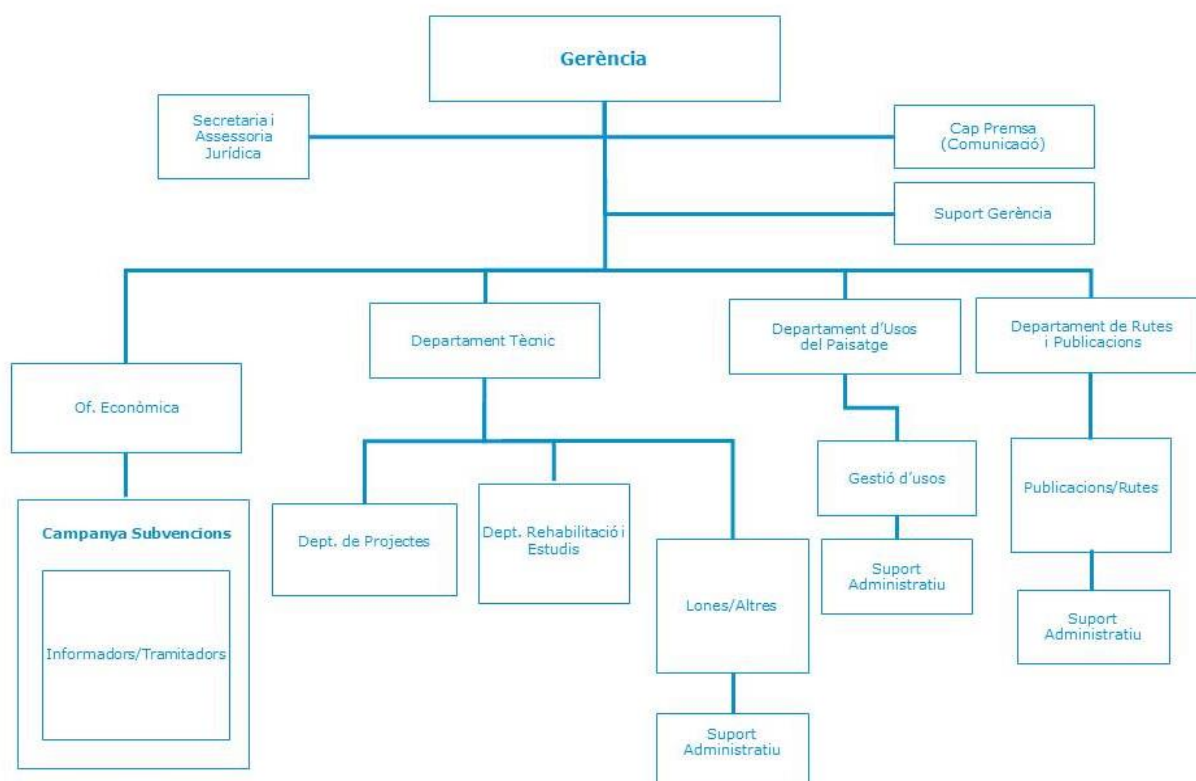 Gerència
Secretaria i
Assessoria
Jurídica
Cap Premsa
(Comunicació)
Suport Gerència
Departament Tècnic
Departament d'Usos
del Paisatge
Departament de Rutes
i Publicacions
Of. Econòmica
Gestió d'usos
Publicacions/Rutes
Campanya Subvencions
Dept. de Projectes
Dept. Rehabilitació i
Estudis
Suport
Administratiu
Lones/Altres
Suport
Administratiu
Informadors/Tramitadors
Suport
Administratiu